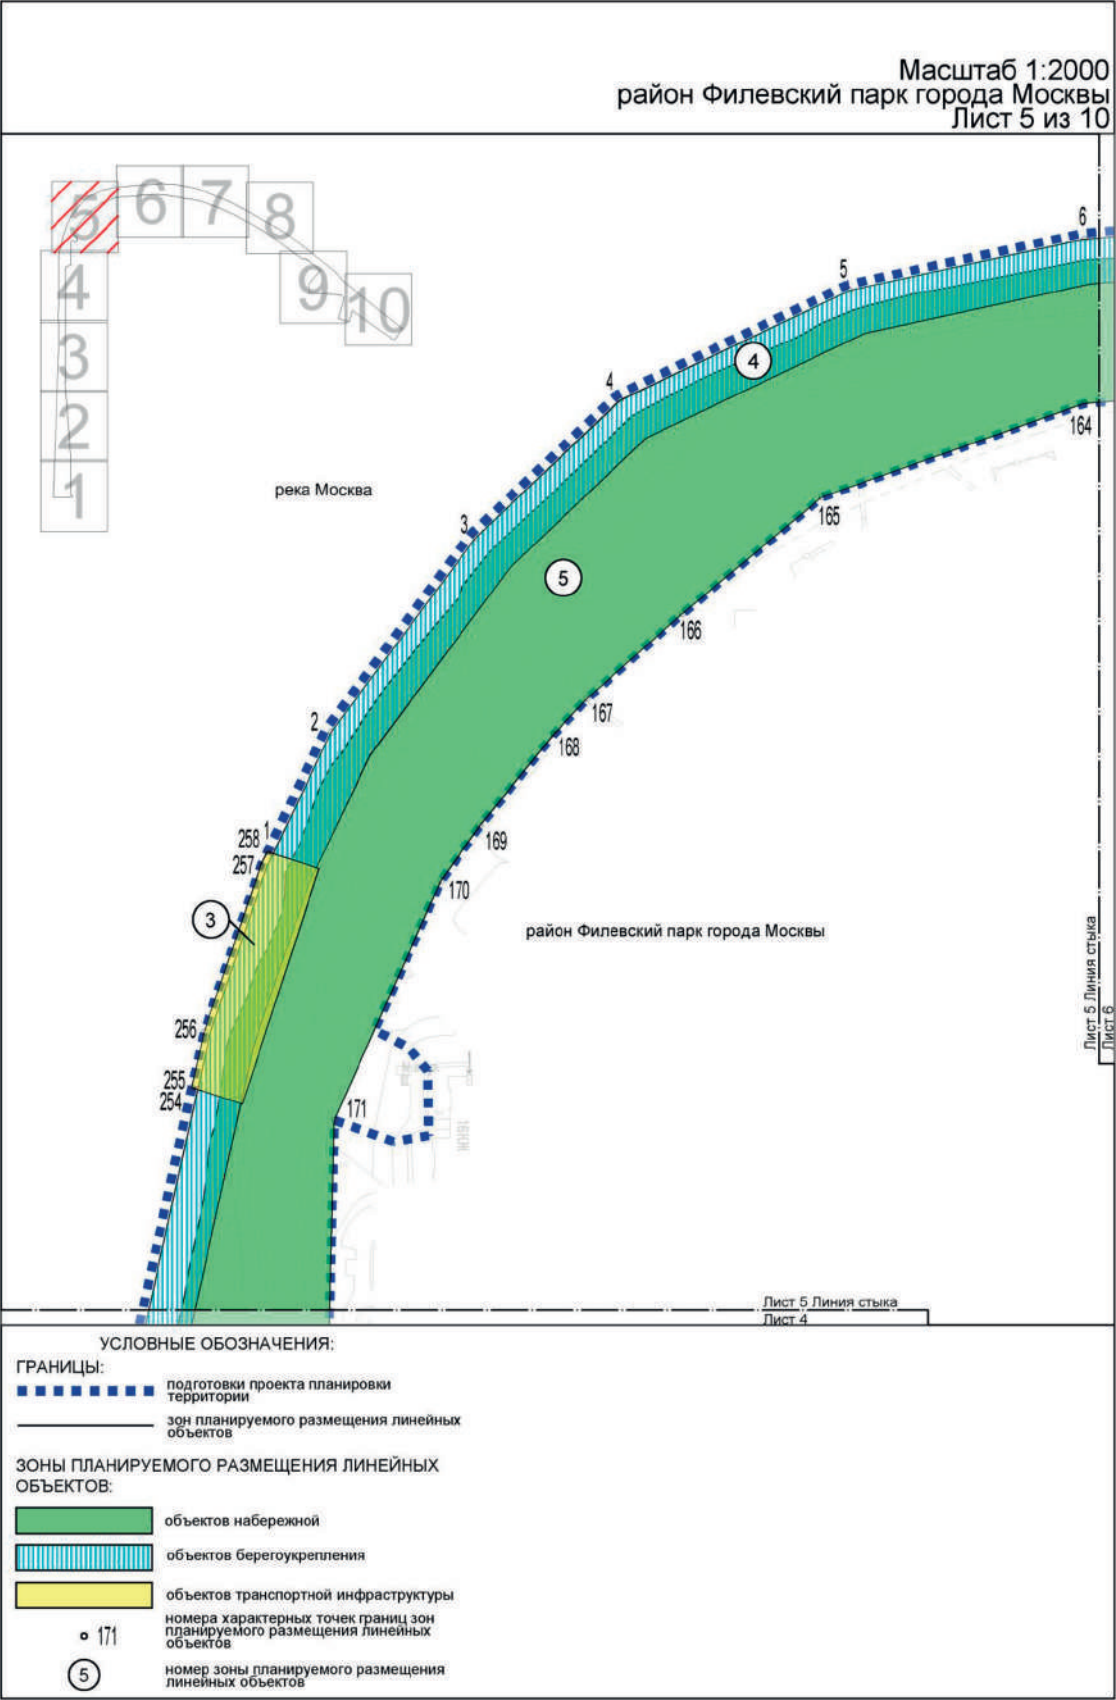 Масштаб 1:2000
район Филевский парк города Москвы
Лист 5 из 10
5
6
7
8
9
10
4
3
2
1
6
5
4
4
164
река Москва
165
3
5
166
2
167
168
1
258
257
169
170
3
район Филевский парк города Москвы
Лист 5 Линия стыка
Лист 6
256
255
254
171
16КЖ
Лист 5 Линия стыка
Лист 4
УСЛОВНЫЕ ОБОЗНАЧЕНИЯ:
ГРАНИЦЫ:
подготовки проекта планировки
территории
зон планируемого размещения линейных
объектов
ЗОНЫ ПЛАНИРУЕМОГО РАЗМЕЩЕНИЯ ЛИНЕЙНЫХ
ОБЪЕКТОВ:
объектов набережной
объектов берегоукрепления
объектов транспортной инфраструктуры
171
номера характерных точек границ зон
планируемого размещения линейных
объектов
5
номер зоны планируемого размещения
линейных объектов